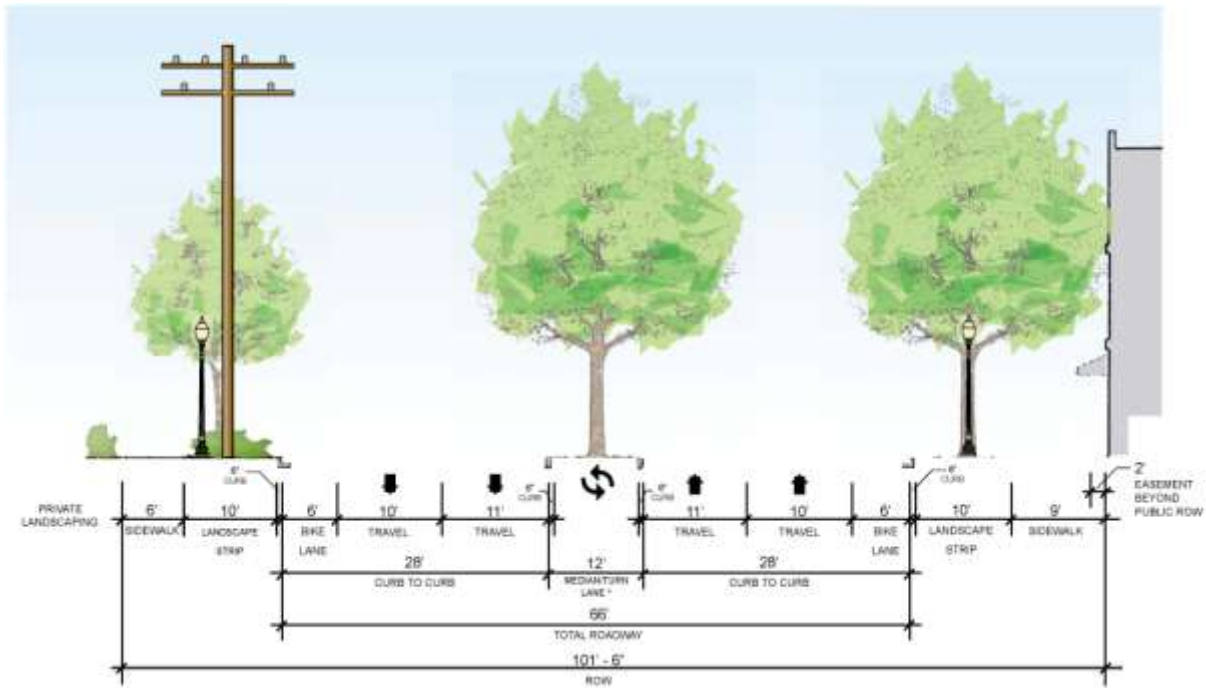 PRIVATE
LANDSCAPING
6'
SIDEWALK
10'
LANDSCAPE
STRIP
6"
CURB
6'
BIKE
LANE
10'
TRAVEL
11'
TRAVEL
6"
CURB
6"
CURB
11'
TRAVEL
10'
TRAVEL
6'
BIKE
LANE
6"
CURB
10'
LANDSCAPE
STRIP
9'
SIDEWALK
2'
EASEMENT
BEYOND
PUBLIC ROW
28'
CURB TO CURB
12'
MEDIAN/TURN
LANE *
28'
CURB TO CURB
66'
TOTAL ROADWAY
101' - 6"
ROW